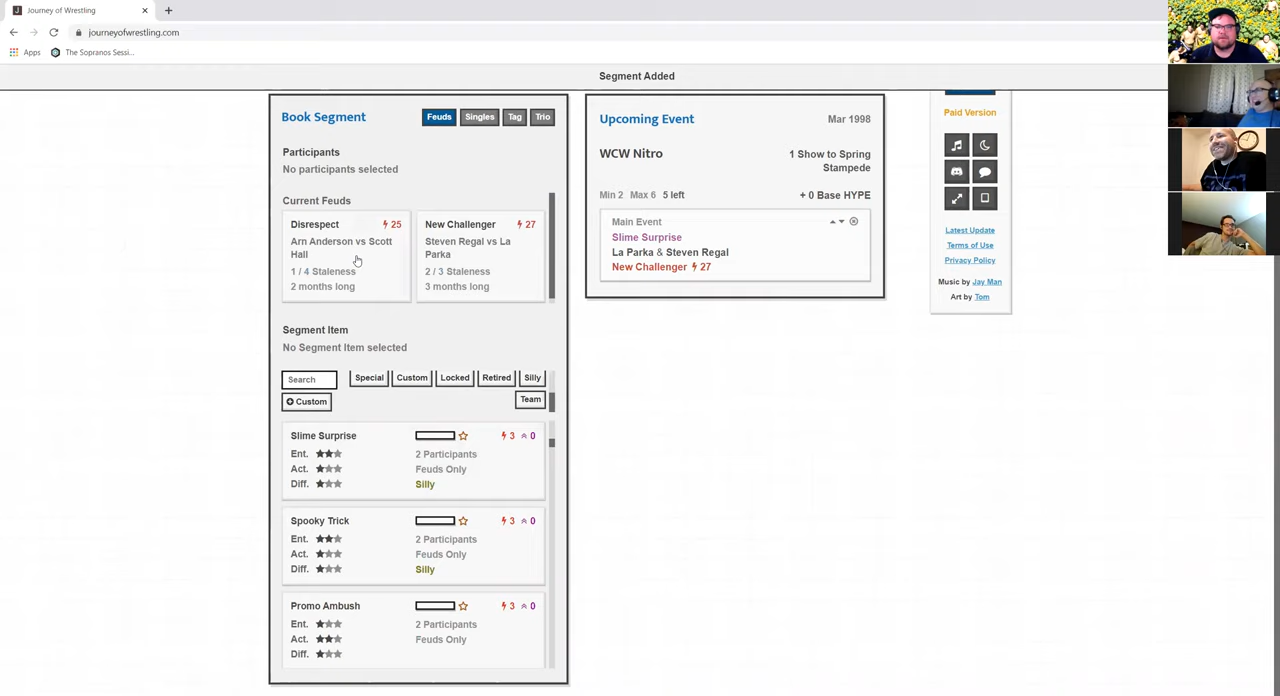 Journey of Wrestling
journeyofwrestling.com
Apps
The Sopranos Sessi...
Segment Added
Book Segment
Feuds
Singles
Tag
Trio
Participants
No participants selected
Current Feuds
Disrespect 25
Arn Anderson vs Scott
Hall
1 / 4 Staleness
2 months long
New Challenger 27
Steven Regal vs La
Parka
2 / 3 Staleness
3 months long
Segment Item
No Segment Item selected
Search
Special
Custom
Locked
Retired
Silly
Custom
Team
Slime Surprise 3 0
Ent. 2 Participants
Act. Feuds Only
Diff. Silly
Spooky Trick 3 0
Ent. 2 Participants
Act. Feuds Only
Diff. Silly
Promo Ambush 3 0
Ent. 2 Participants
Act. Feuds Only
Diff.
Upcoming Event Mar 1998
WCW Nitro 1 Show to Spring
Stampede
Min 2 Max 6 5 left + 0 Base HYPE
Main Event
Slime Surprise
La Parka & Steven Regal
New Challenger 27
Paid Version
Latest Update
Terms of Use
Privacy Policy
Music by Jay Man
Art by Tom